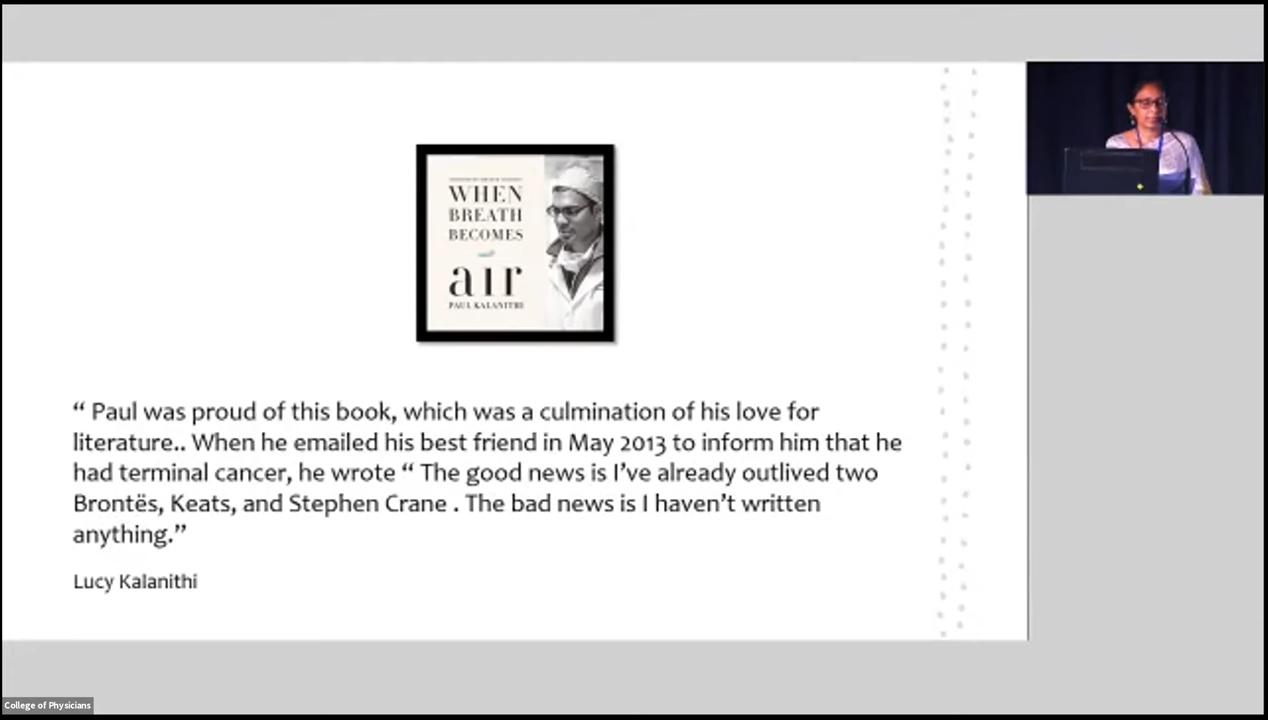 WHEN
BREATH
BECOMES
air
PAUL KALANITHI
“ Paul was proud of this book, which was a culmination of his love for
literature.. When he emailed his best friend in May 2013 to inform him that he
had terminal cancer, he wrote “ The good news is I’ve already outlived two
Brontës, Keats, and Stephen Crane . The bad news is I haven’t written
anything.”
Lucy Kalanithi
College of Physicians